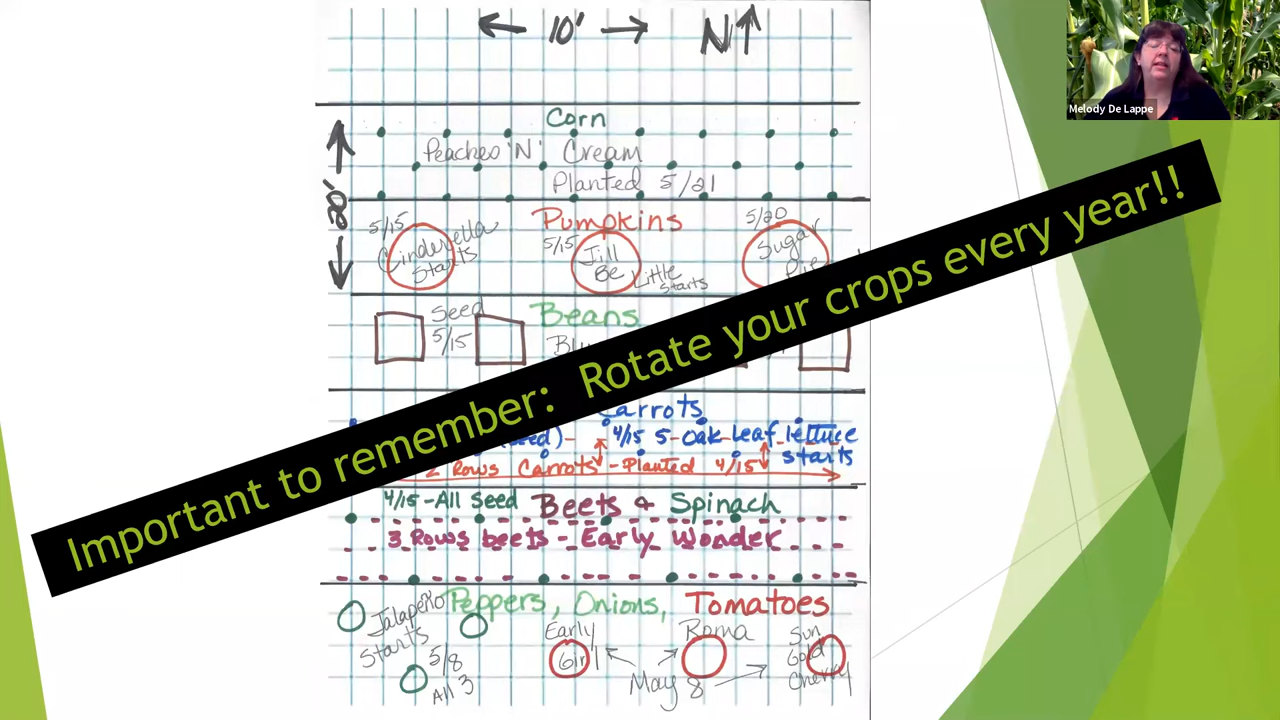 10' N
Melody De Lappe
Corn
Peaches 'N' Cream
Planted 5/21
20'
5/15 Pumpkins 5/20
Cinderella Starts
5/15 Jill Be Little Starts
Sugar
Seed 5/15
Beans
Important to remember: Rotate your crops every year!!
Carrots
4/15 5-Oak Leaf lettuce starts
2 Rows Carrots - Planted 4/15
4/15-All Seed Beets & Spinach
3 Rows beets - Early Wonder
Peppers, Onions, Tomatoes
Jalapeño Starts
5/8 All 3
Early Girl
Roma
Sun Gold Cherry
May 8